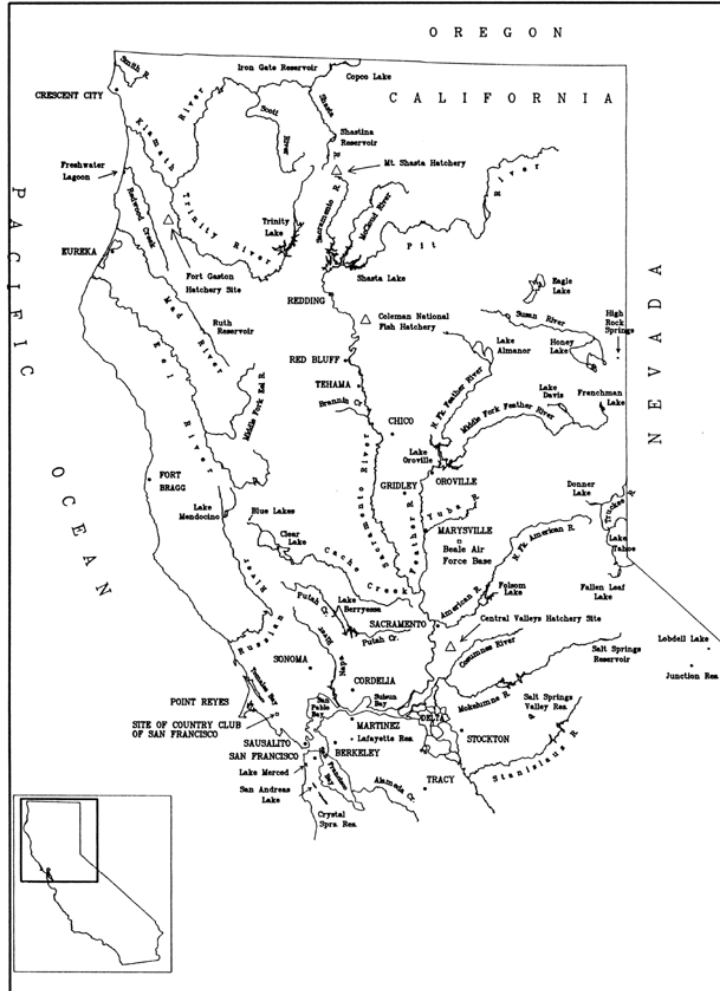 OREGON
Smith R.
Iron Gate Reservoir
Copco Lake
CRESCENT CITY
CALIFORNIA
Klamath River
Scott River
Shasta R.
Shastina
Reservoir
Mt Shasta Hatchery
Freshwater
Lagoon
PACIFIC OCEAN
Redwood Creek
Trinity River
Trinity
Lake
Sacramento R.
McCloud River
Pit River
EUREKA
Fort Gaston
Hatchery Site
Shasta Lake
NEVADA
REDDING
Eagle
Lake
Mad River
Ruth
Reservoir
Coleman National
Fish Hatchery
Susan River
High
Rock
Springs
Honey
Lake
Eel River
RED BLUFF
Lake
Almanor
TEHAMA
Middle Fork Eel R.
Brannin Cr.
N. Fk. Feather River
Lake
Davis
Frenchman
Lake
Middle Fork Feather River
CHICO
Sacramento River
Lake
Oroville
FORT
BRAGG
GRIDLEY
OROVILLE
Donner
Lake
Truckee R.
Lake
Mendocino
Blue Lakes
Feather R.
Yuba R.
Clear
Lake
MARYSVILLE
Beale Air
Force Base
N. Fk. American R.
Lake
Tahoe
Cache Creek
Russian River
Putah Cr.
Lake
Berryessa
Folsom
Lake
Fallen Leaf
Lake
SACRAMENTO
American R.
Central Valleys Hatchery Site
Putah Cr.
SONOMA
Napa River
Cosumnes River
Salt Springs
Reservoir
Lobdell Lake
Junction Res.
Tomales Bay
CORDELIA
POINT REYES
San
Pablo
Bay
Suisun
Bay
Mokelumne R.
Salt Springs
Valley Res.
SITE OF COUNTRY CLUB
OF SAN FRANCISCO
MARTINEZ
DELTA
Lafayette Res.
STOCKTON
SAUSALITO
SAN FRANCISCO
BERKELEY
Stanislaus R.
Lake Merced
San Francisco
Bay
TRACY
San Andreas
Lake
Alameda Cr.
Crystal
Sprs. Res.